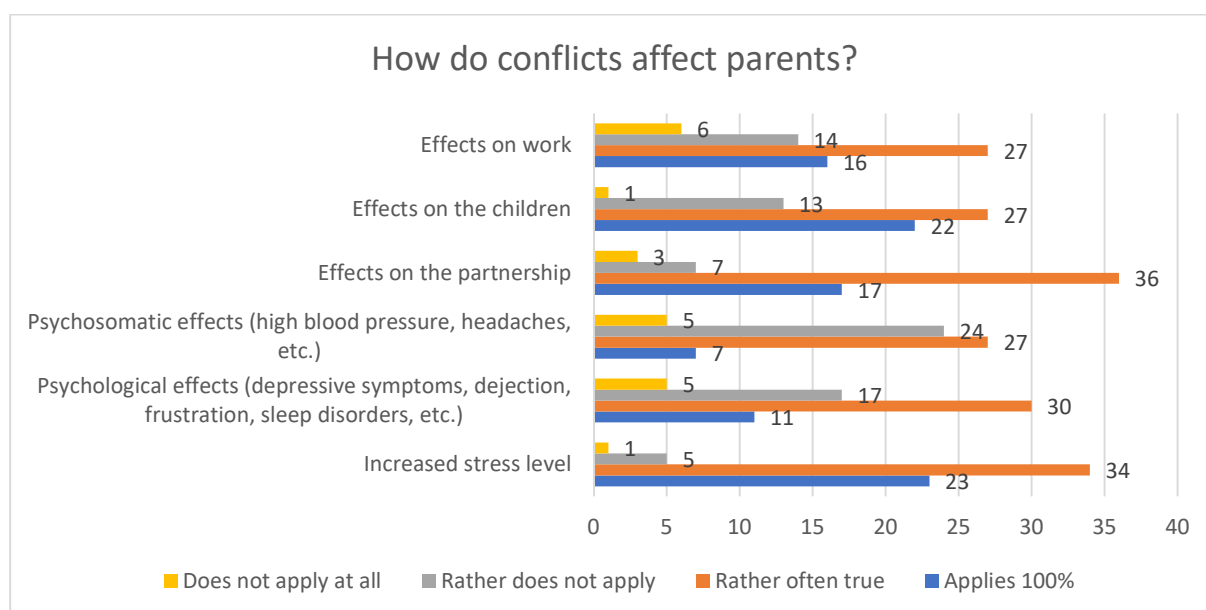 How do conflicts affect parents?
Effects on work
6
14
27
16
Effects on the children
1
13
27
22
Effects on the partnership
3
7
36
17
Psychosomatic effects (high blood pressure, headaches,
etc.)
5
24
27
7
Psychological effects (depressive symptoms, dejection,
frustration, sleep disorders, etc.)
5
17
30
11
Increased stress level
1
5
34
23
0 5 10 15 20 25 30 35 40
Does not apply at all Rather does not apply Rather often true Applies 100%